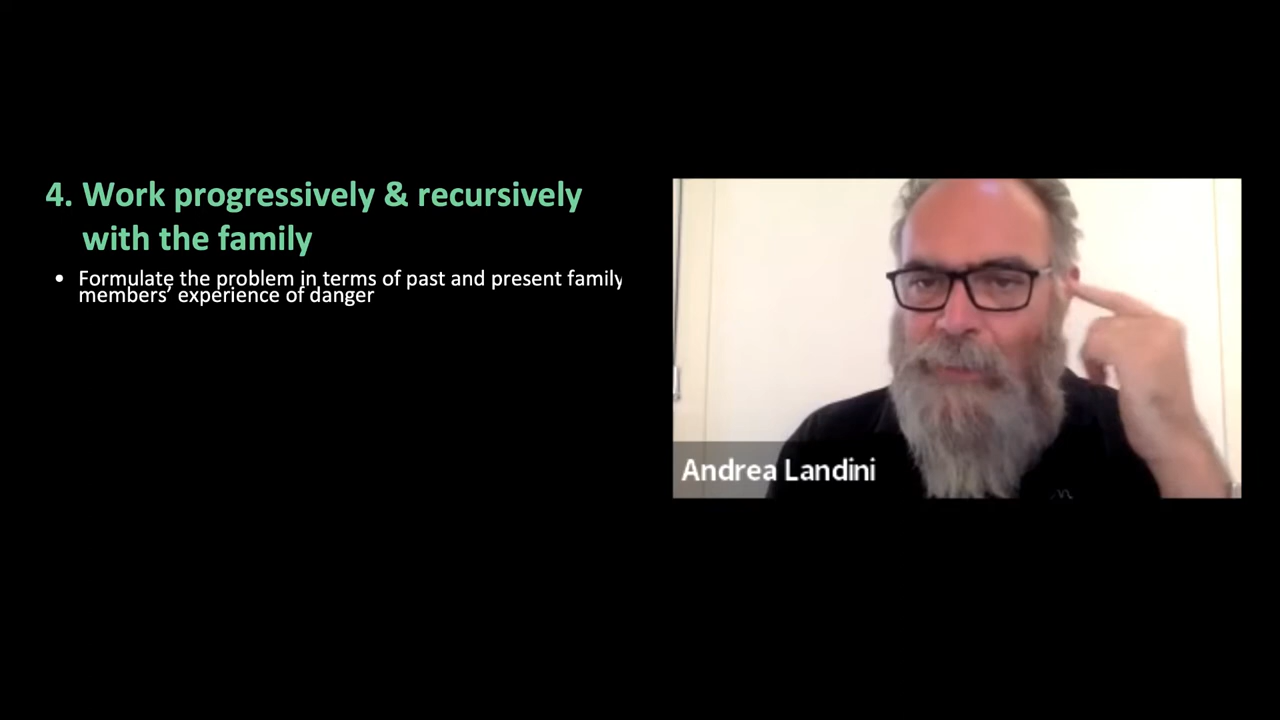 4. Work progressively & recursively
with the family
• Formulate the problem in terms of past and present family
members’ experience of danger
Andrea Landini